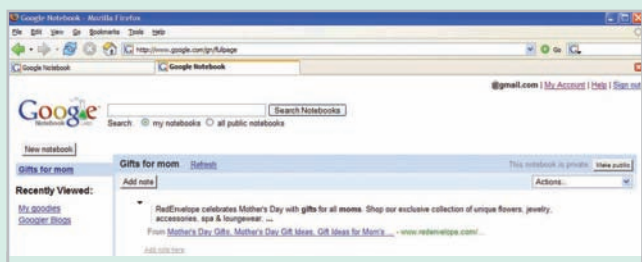 Google Notebook - Mozilla Firefox
File Edit View Go Bookmarks Tools Help
http://www.google.com/gn/fullpage Go
Google Notebook Google Notebook
@gmail.com | My Account | Help | Sign out
Google
Notebook
Search Notebooks
Search: my notebooks all public notebooks
New notebook
Gifts for mom
Recently Viewed:
My goodies
Googler Blogs
Gifts for mom Refresh This notebook is private Make public
Add note Actions...
RedEnvelope celebrates Mother's Day with gifts for all moms. Shop our exclusive collection of unique flowers, jewelry,
accessories, spa & loungewear. ...
From Mother's Day Gifts, Mother's Day Gift Ideas, Gift Ideas for Mom's ... - www.redenvelope.com/...
Add note here